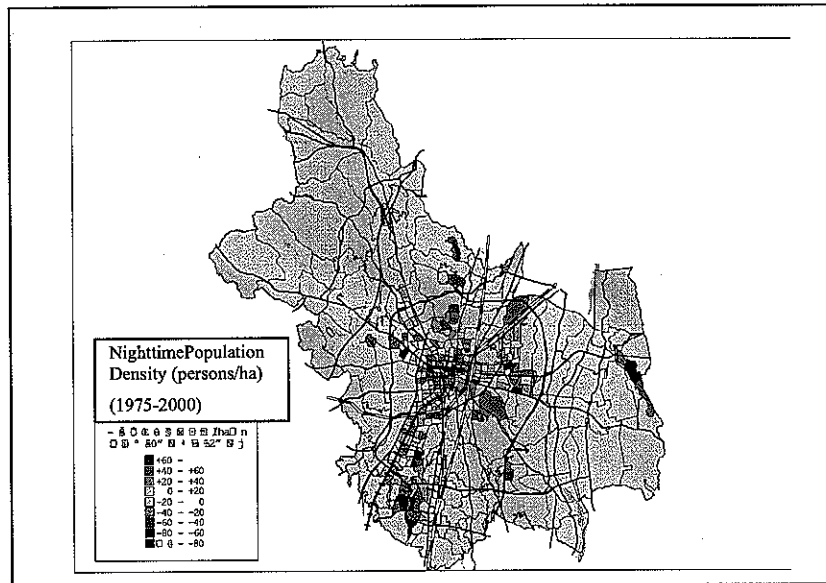 NighttimePopulation
Density (persons/ha)
(1975-2000)
+60 -
+40 - +60
+20 - +40
0 - +20
-20 - 0
-40 - -20
-60 - -40
-80 - -60
- -80